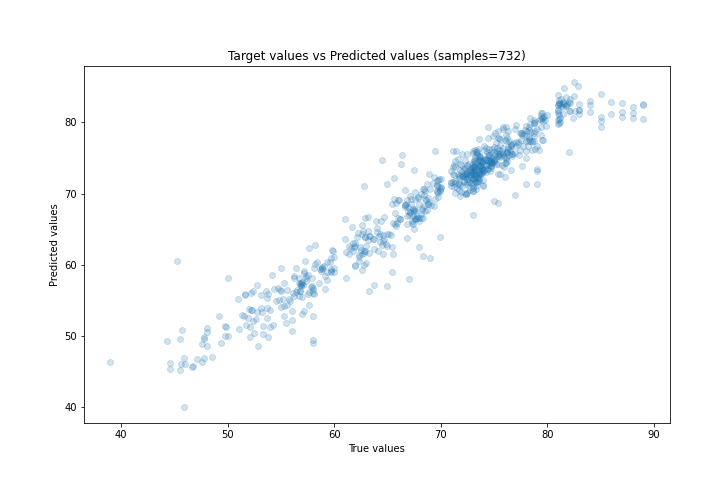 Target values vs Predicted values (samples=732)
80
70
60
50
40
Predicted values
40 50 60 70 80 90
True values